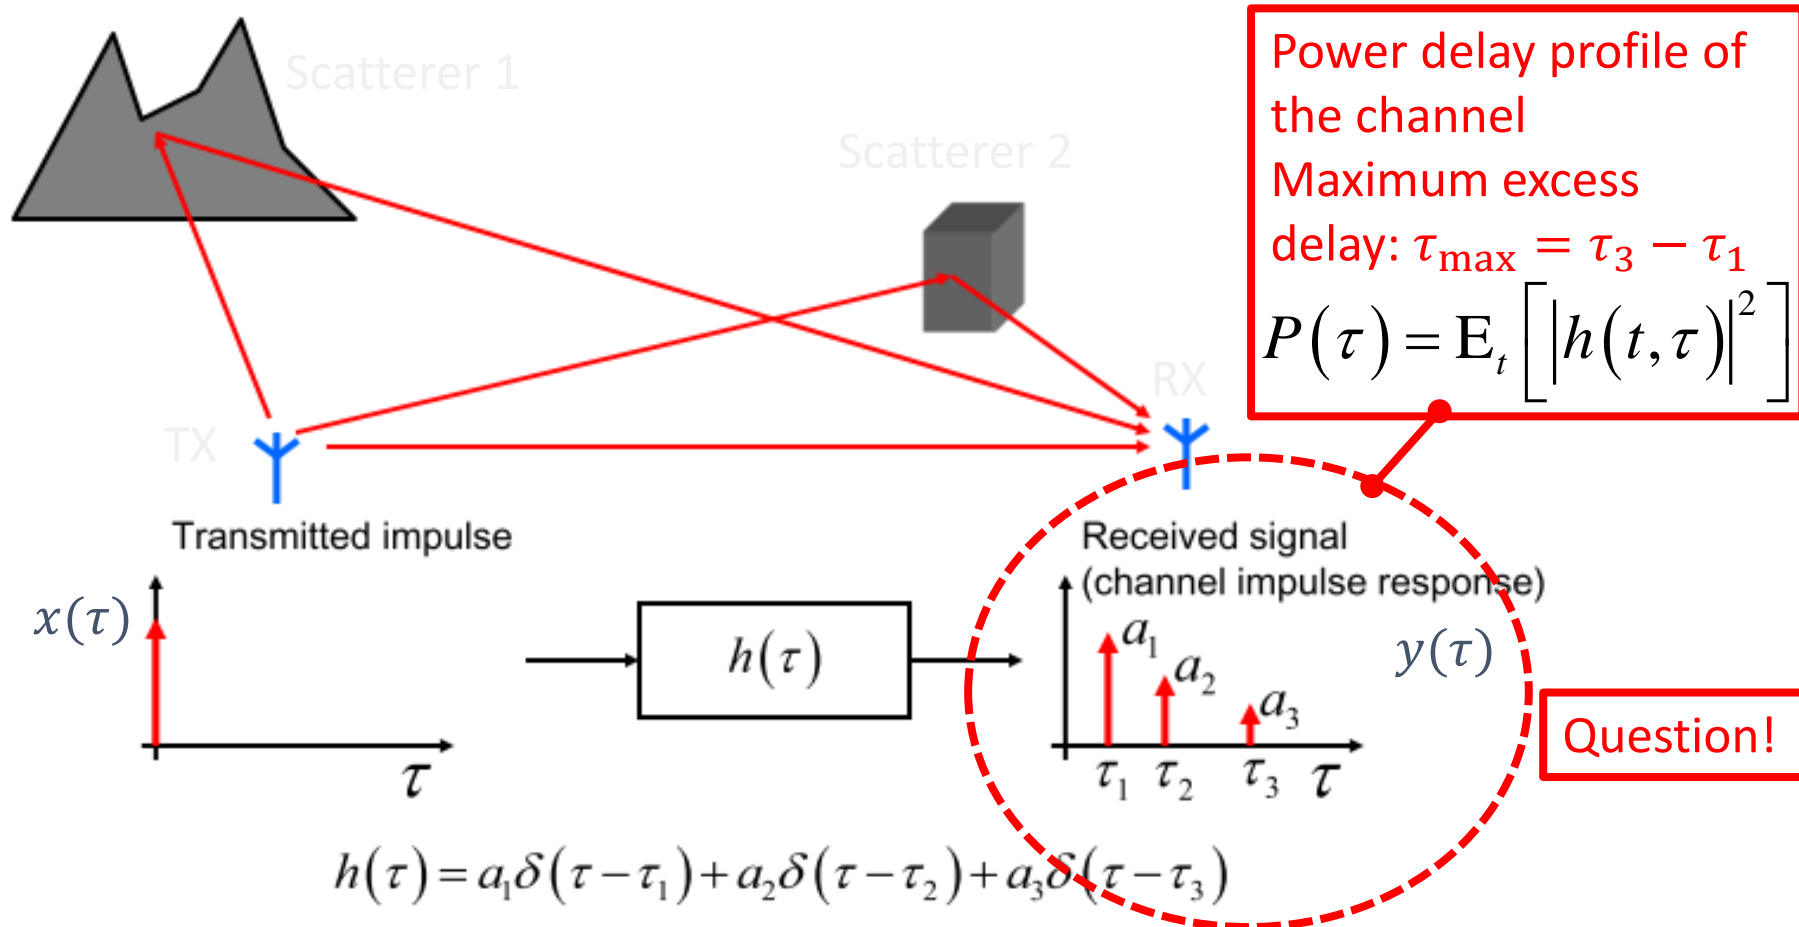 Scatterer 1
Scatterer 2
Power delay profile of
the channel
Maximum excess
delay: τ_max = τ₃ − τ₁
P(τ) = E_t[|h(t,τ)|²]
TX
RX
Transmitted impulse
Received signal
(channel impulse response)
x(τ)
τ
h(τ)
a₁
a₂
a₃
y(τ)
τ₁ τ₂ τ₃ τ
Question!
h(τ) = a₁δ(τ−τ₁)+a₂δ(τ−τ₂)+a₃δ(τ−τ₃)